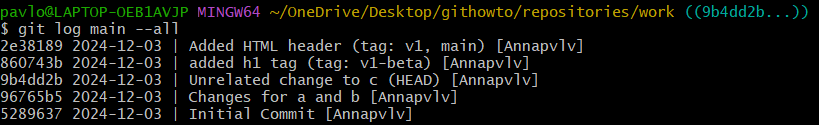 pavlo@LAPTOP-OEB1AVJP MINGW64 ~/OneDrive/Desktop/githowto/repositories/work ((9b4dd2b...))
$ git log main --all
2e38189 2024-12-03 | Added HTML header (tag: v1, main) [Annapvlv]
860743b 2024-12-03 | added h1 tag (tag: v1-beta) [Annapvlv]
9b4dd2b 2024-12-03 | Unrelated change to c (HEAD) [Annapvlv]
96765b5 2024-12-03 | Changes for a and b [Annapvlv]
5289637 2024-12-03 | Initial Commit [Annapvlv]